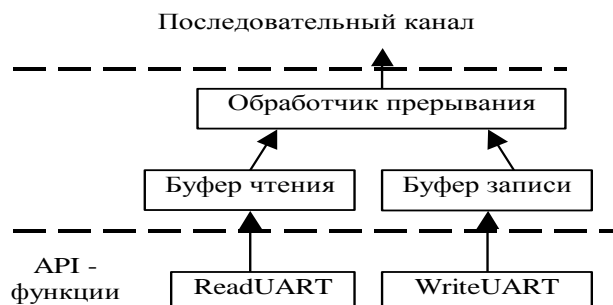 Последовательный канал
Обработчик прерывания
Буфер чтения
Буфер записи
API -
функции
ReadUART
WriteUART